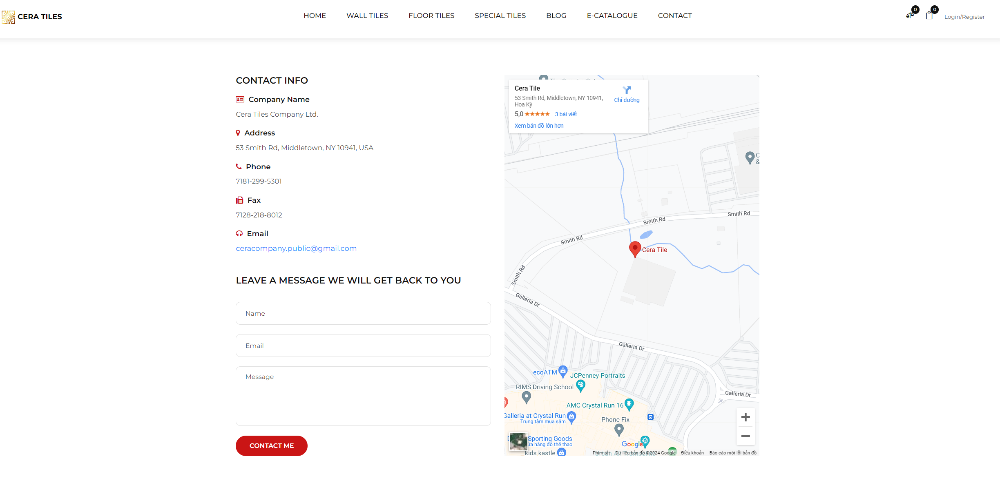 CERA TILES
HOME WALL TILES FLOOR TILES SPECIAL TILES BLOG E-CATALOGUE CONTACT
0 0 Login/Register
CONTACT INFO
Company Name
Cera Tiles Company Ltd.
Address
53 Smith Rd, Middletown, NY 10941, USA
Phone
7181-299-5301
Fax
7128-218-8012
Email
ceracompany.public@gmail.com
LEAVE A MESSAGE WE WILL GET BACK TO YOU
Name
Email
Message
CONTACT ME
Cera Tile
53 Smith Rd, Middletown, NY 10941,
Hoa Kỳ
Chỉ đường
5,0 3 bài viết
Xem bản đồ lớn hơn
C
&
Smith Rd
Smith Rd
Smith Rd
Cera Tile
Smith Rd
Galleria Dr
Galleria Dr
ecoATM
JCPenney Portraits
RIMS Driving School
Galleria Dr
AMC Crystal Run 16
Galleria at Crystal Run
Trung tâm mua sắm
Phone Fix
Sporting Goods
ửa hàng đồ thể thao
Google
kids kastle
Phím tắt Dữ liệu bản đồ ©2024 Google Điều khoản Báo cáo một lỗi bản đồ